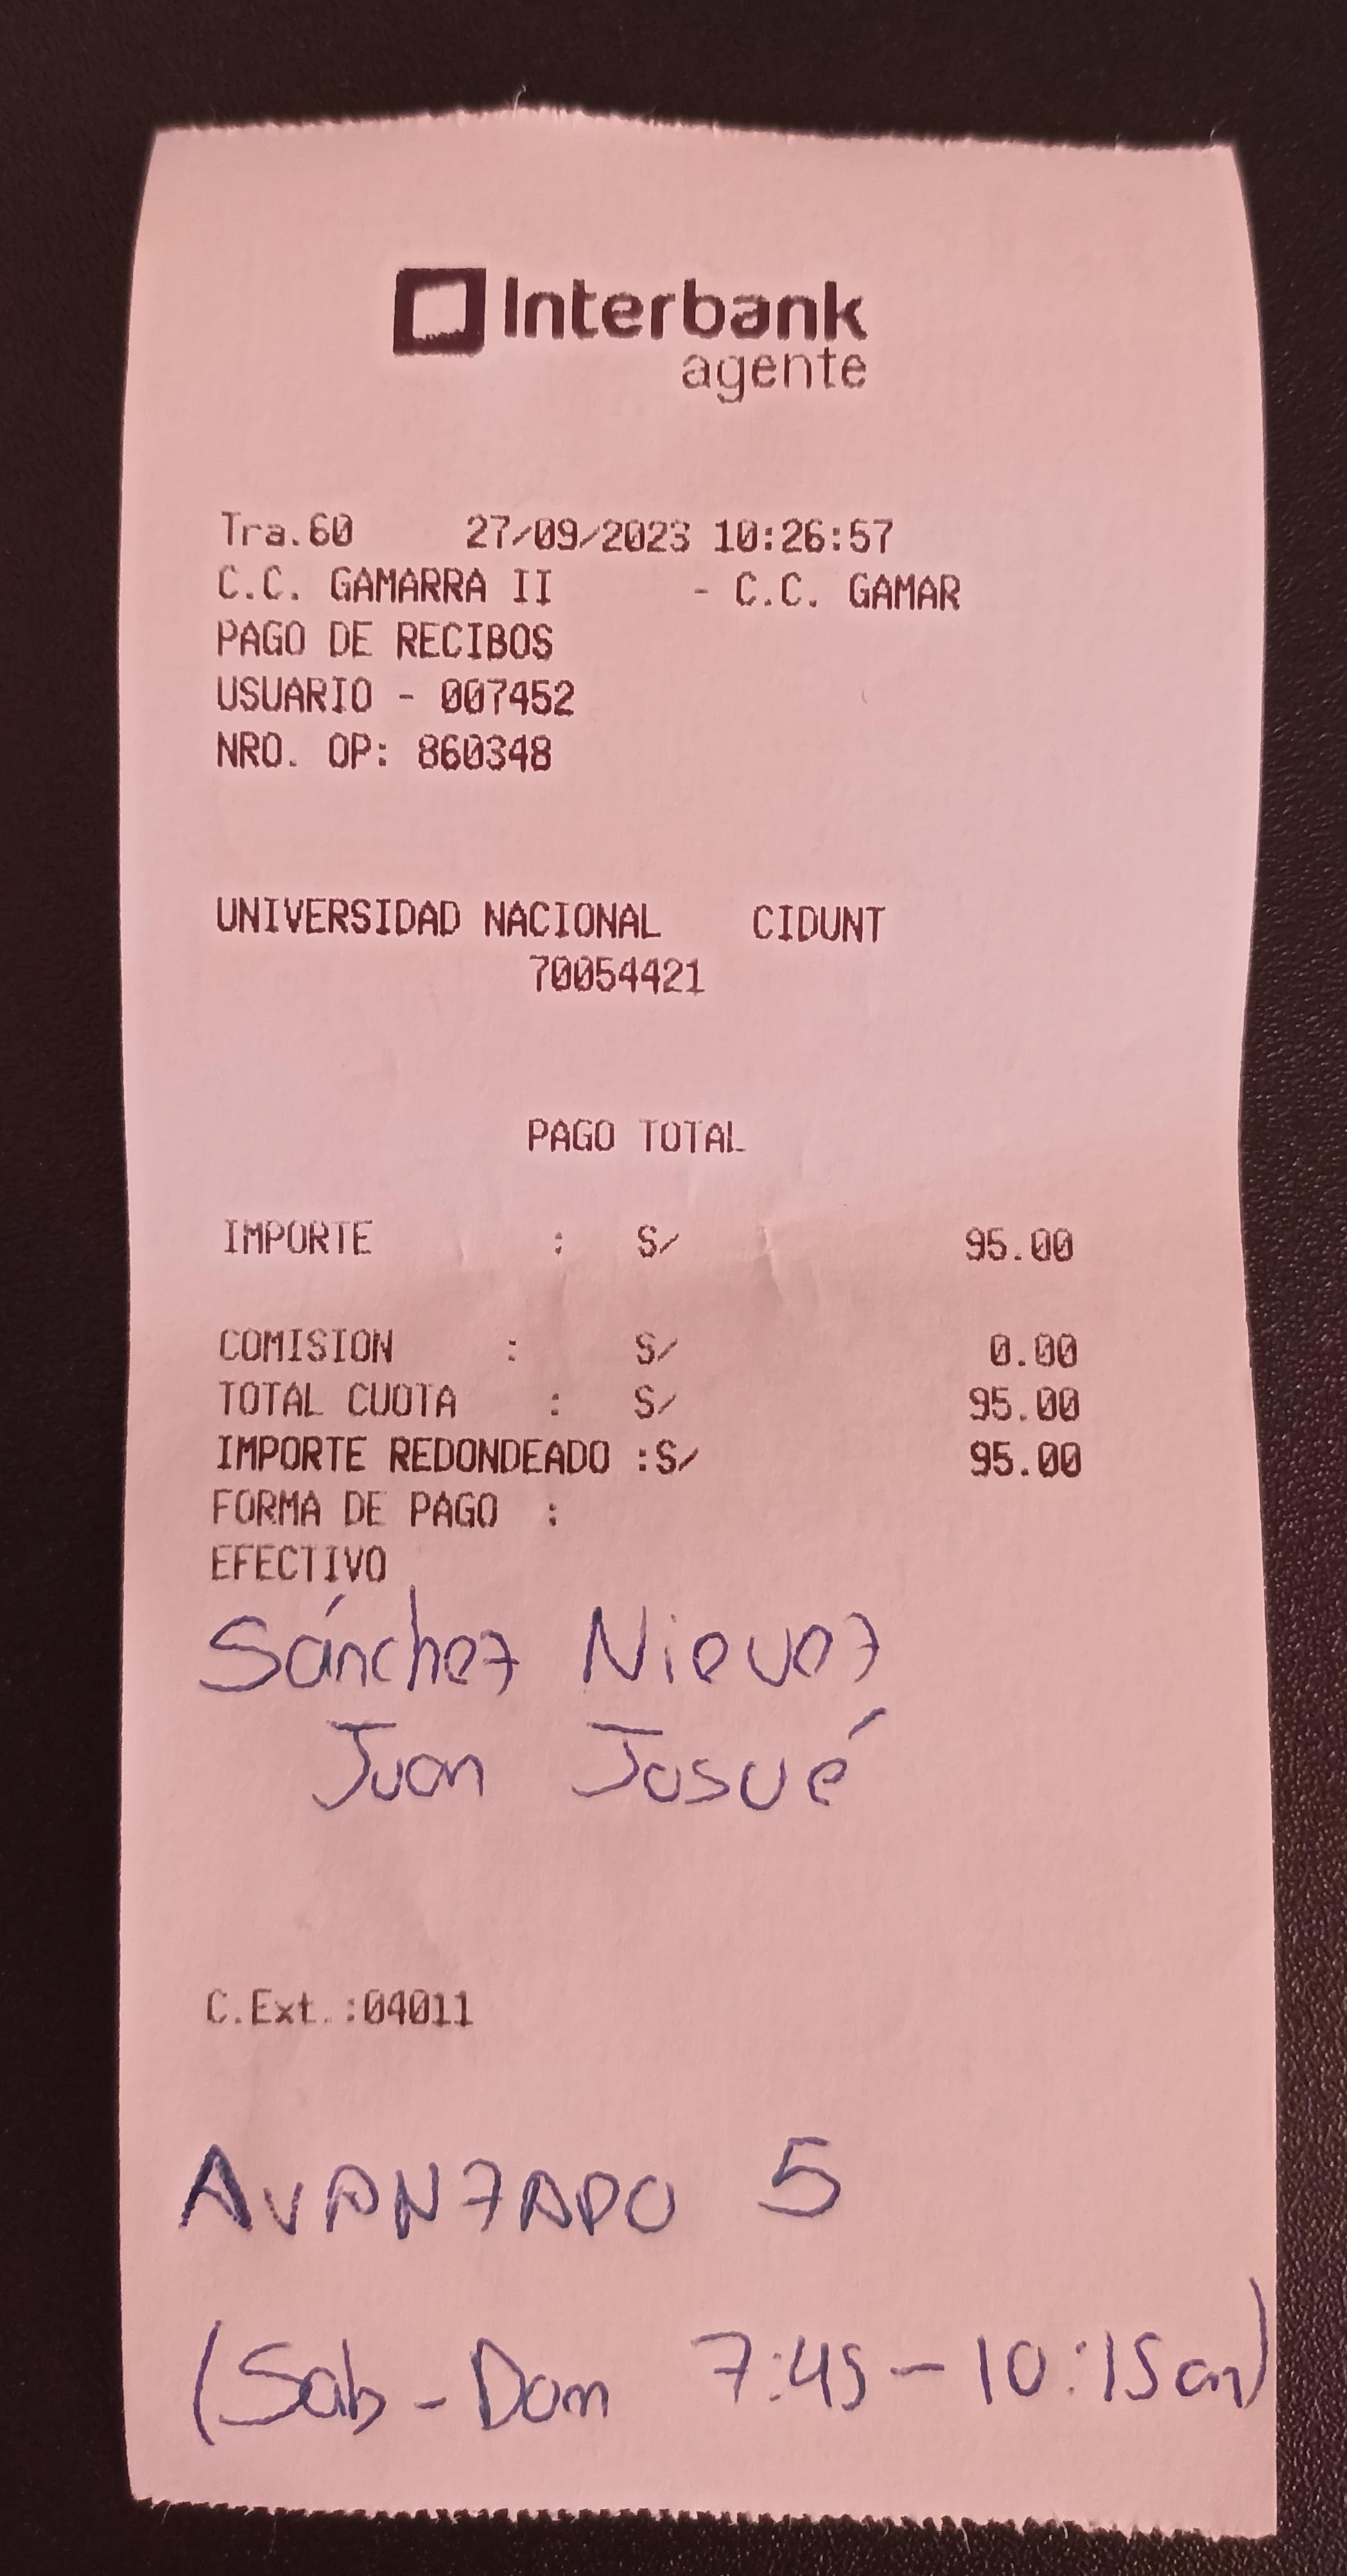 Interbank
agente
Tra.60 27/09/2023 10:26:57
C.C. GAMARRA II - C.C. GAMAR
PAGO DE RECIBOS
USUARIO - 007452
NRO. OP: 860348
UNIVERSIDAD NACIONAL CIDUNT
70054421
PAGO TOTAL
IMPORTE : S/ 95.00
COMISION : S/ 0.00
TOTAL CUOTA : S/ 95.00
IMPORTE REDONDEADO :S/ 95.00
FORMA DE PAGO :
EFECTIVO
Sánchez Nievez
Juan Josué
C.Ext.:04011
AVANZADO 5
(Sab - Dom 7:45 - 10:15 am)